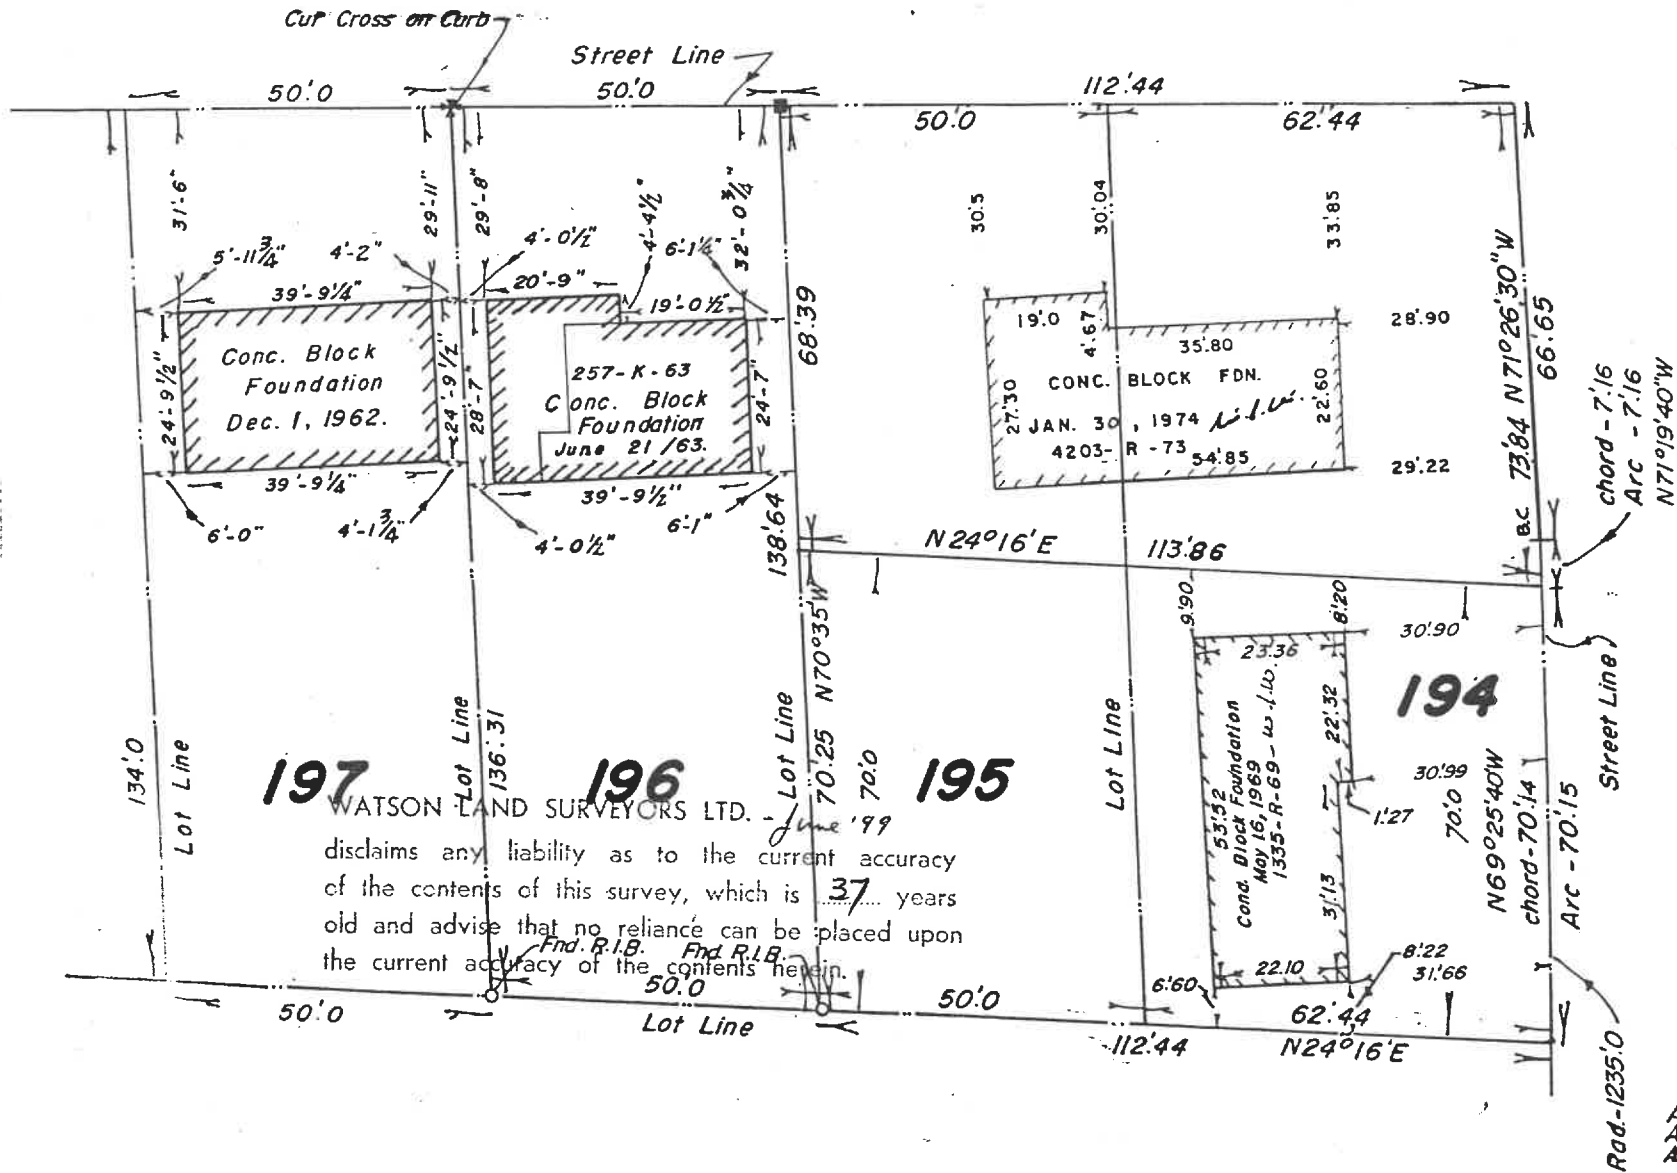 Cut Cross on Curb
Street Line
50'.0
50'.0
112'.44
50'.0
62'.44
31'-6"
29'-11"
29'-8"
4'-4½"
32'-0¾"
30'.5
30'.04
33'.85
5'-11¾"
4'-2"
4'-0½"
6'-1¼"
39'-9¼"
20'-9"
19'-0½"
68'.39
19'.0
4'.67
35'.80
28'.90
N71°26'30"W
73'.84
66'.65
B.C.
chord-7'.16
Arc - 7'.16
N71°19'40"W
24'-9½"
Conc. Block
Foundation
Dec. 1, 1962.
24'-9½"
28'-7"
257-K-63
Conc. Block
Foundation
June 21/63.
24'-7"
27'.30
CONC. BLOCK FDN.
JAN. 30, 1974
4203-R-73
22'.60
54'.85
29'.22
39'-9¼"
39'-9½"
6'-0"
4'-1¾"
4'-0½"
6'-1"
138'.64
N24°16'E
113'.86
9'.90
8'.20
30'.90
23'.36
194
Street Line
134'.0
Lot Line
197
Lot Line
136'.31
196
Lot Line
70'.25 N70°35'W
70'.0
195
Lot Line
53'.52
Cond. Block Foundation
May 16, 1969
1335-R-69-
22'.32
30'.99
1'.27
31'.13
70'.0
N69°25'40"W
chord-70'.14
Arc - 70'.15
WATSON LAND SURVEYORS LTD. - June '99
disclaims any liability as to the current accuracy
of the contents of this survey, which is 37 years
old and advise that no reliance can be placed upon
the current accuracy of the contents herein.
Fnd. R.I.B.
Fnd. R.I.B.
22'.10
8'.22
31'.66
6'.60
50'.0
50'.0
50'.0
62'.44
Lot Line
112'.44
N24°16'E
Rad.-1235'.0